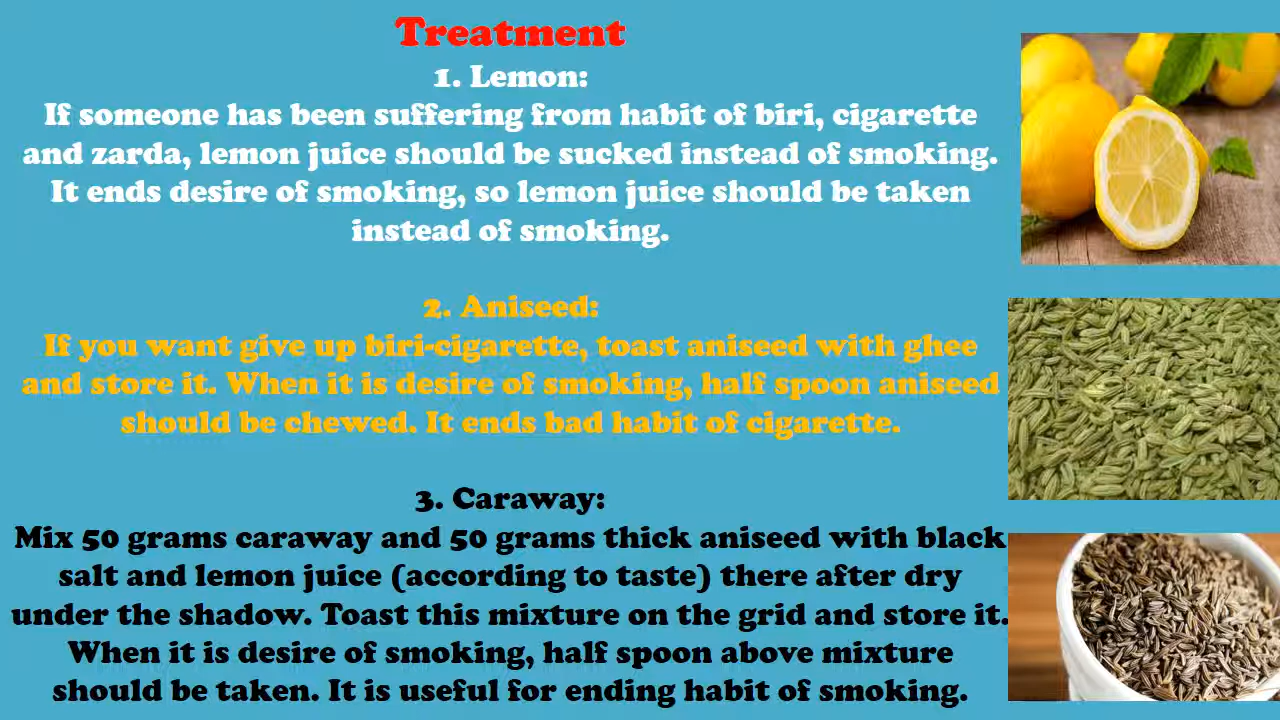 Treatment
1. Lemon:
If someone has been suffering from habit of biri, cigarette
and zarda, lemon juice should be sucked instead of smoking.
It ends desire of smoking, so lemon juice should be taken
instead of smoking.
2. Aniseed:
If you want give up biri-cigarette, toast aniseed with ghee
and store it. When it is desire of smoking, half spoon aniseed
should be chewed. It ends bad habit of cigarette.
3. Caraway:
Mix 50 grams caraway and 50 grams thick aniseed with black
salt and lemon juice (according to taste) there after dry
under the shadow. Toast this mixture on the grid and store it.
When it is desire of smoking, half spoon above mixture
should be taken. It is useful for ending habit of smoking.